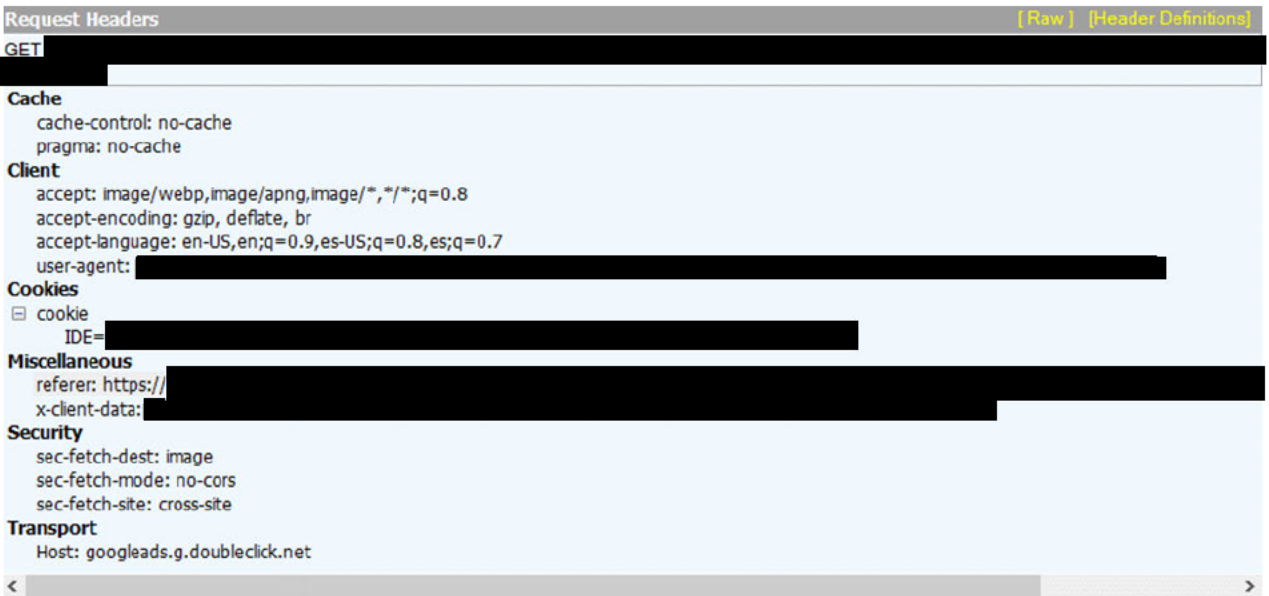 Request Headers [ Raw ] [Header Definitions]
GET
Cache
cache-control: no-cache
pragma: no-cache
Client
accept: image/webp,image/apng,image/*,*/*;q=0.8
accept-encoding: gzip, deflate, br
accept-language: en-US,en;q=0.9,es-US;q=0.8,es;q=0.7
user-agent:
Cookies
cookie
IDE=
Miscellaneous
referer: https://
x-client-data:
Security
sec-fetch-dest: image
sec-fetch-mode: no-cors
sec-fetch-site: cross-site
Transport
Host: googleads.g.doubleclick.net